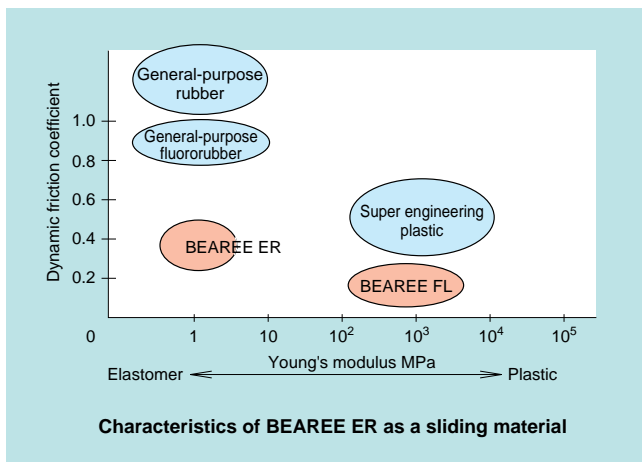 General-purpose
rubber
General-purpose
fluororubber
BEAREE ER
Super engineering
plastic
BEAREE FL
Dynamic friction coefficient
1.0
0.8
0.6
0.4
0.2
0 1 10 10² 10³ 10⁴ 10⁵
Young's modulus MPa
Elastomer Plastic
Characteristics of BEAREE ER as a sliding material